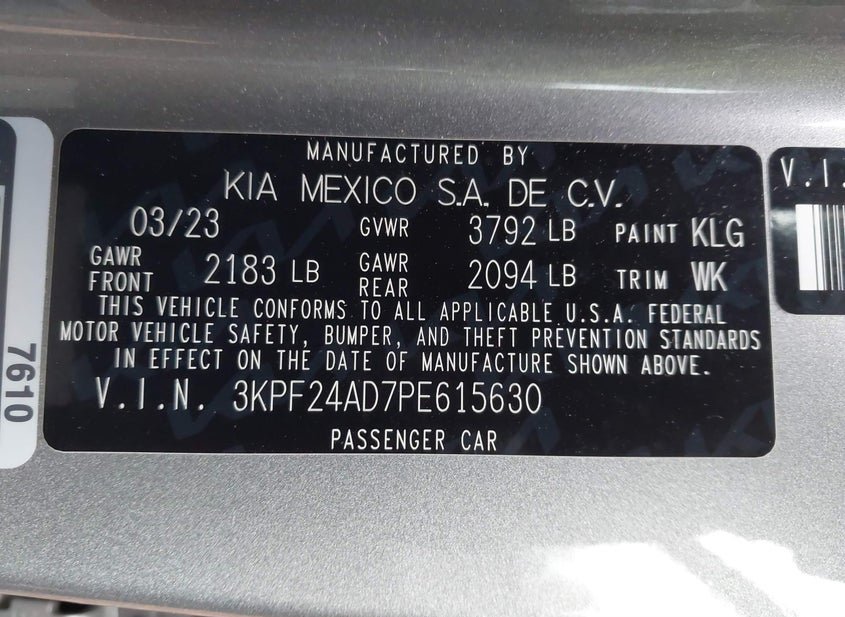 MANUFACTURED BY
KIA MEXICO S.A. DE C.V.
03/23 GVWR 3792 LB PAINT KLG
GAWR FRONT 2183 LB GAWR REAR 2094 LB TRIM WK
THIS VEHICLE CONFORMS TO ALL APPLICABLE U.S.A. FEDERAL
MOTOR VEHICLE SAFETY, BUMPER, AND THEFT PREVENTION STANDARDS
IN EFFECT ON THE DATE OF MANUFACTURE SHOWN ABOVE.
V.I.N. 3KPF24AD7PE615630
PASSENGER CAR
7610
V.I.